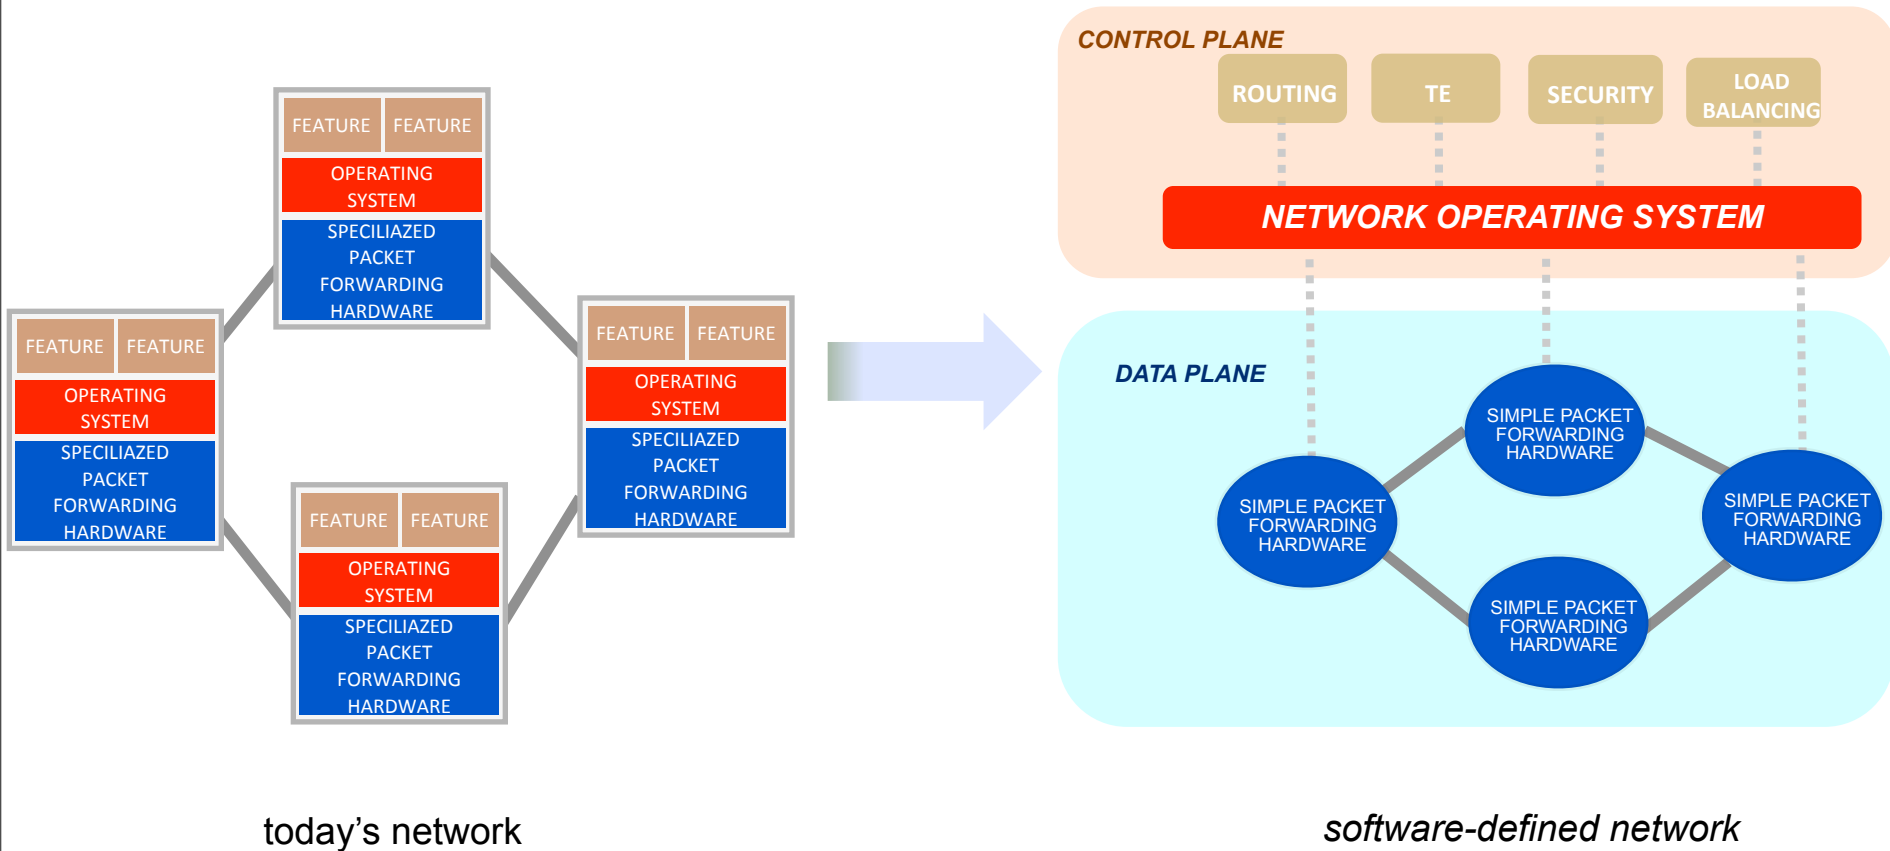 FEATURE FEATURE
OPERATING
SYSTEM
SPECILIAZED
PACKET
FORWARDING
HARDWARE
FEATURE FEATURE
OPERATING
SYSTEM
SPECILIAZED
PACKET
FORWARDING
HARDWARE
FEATURE FEATURE
OPERATING
SYSTEM
SPECILIAZED
PACKET
FORWARDING
HARDWARE
FEATURE FEATURE
OPERATING
SYSTEM
SPECILIAZED
PACKET
FORWARDING
HARDWARE
today's network
CONTROL PLANE
ROUTING
TE
SECURITY
LOAD
BALANCING
NETWORK OPERATING SYSTEM
DATA PLANE
SIMPLE PACKET
FORWARDING
HARDWARE
SIMPLE PACKET
FORWARDING
HARDWARE
SIMPLE PACKET
FORWARDING
HARDWARE
SIMPLE PACKET
FORWARDING
HARDWARE
software-defined network